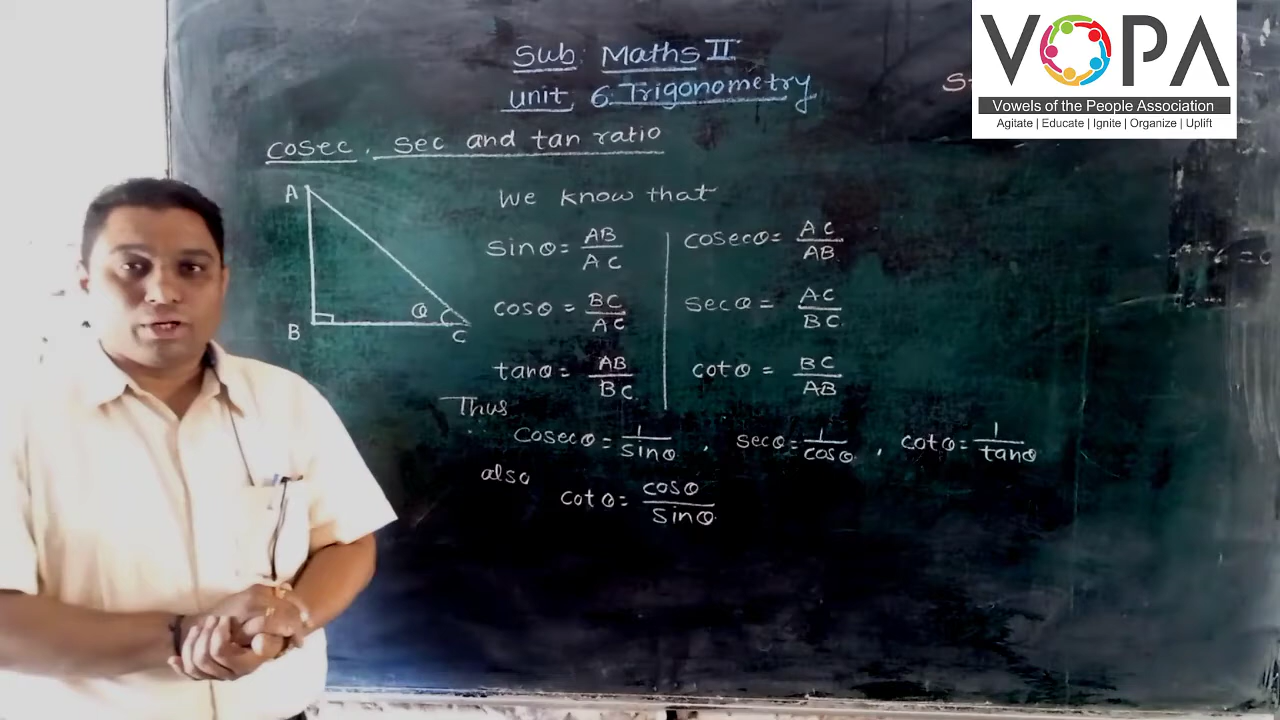 VOPA
Vowels of the People Association
Agitate | Educate | Ignite | Organize | Uplift
Sub: Maths II
Unit 6. Trigonometry
cosec, sec and tan ratio
A
B
C
θ
We know that
sinθ = AB/AC
cosecθ = AC/AB
cosθ = BC/AC
secθ = AC/BC
tanθ = AB/BC
cotθ = BC/AB
Thus
cosecθ = 1/sinθ, secθ = 1/cosθ, cotθ = 1/tanθ
also
cotθ = cosθ/sinθ